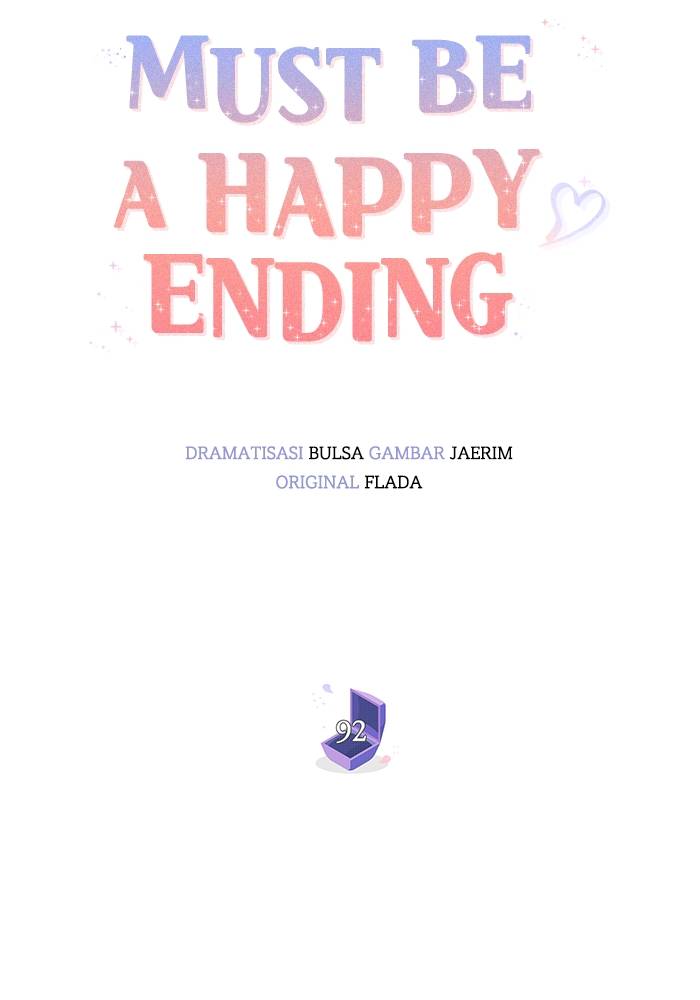 MUST BE
A HAPPY
ENDING
DRAMATISASI BULSA GAMBAR JAERIM
ORIGINAL FLADA
92